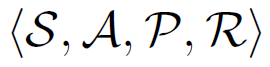 ⟨𝒮, 𝒜, 𝒫, ℛ⟩